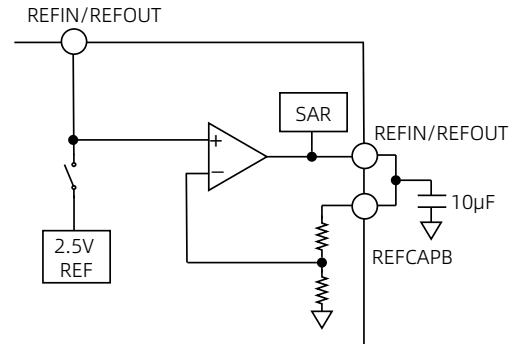 REFIN/REFOUT
SAR
REFIN/REFOUT
+
−
10µF
2.5V
REF
REFCAPB